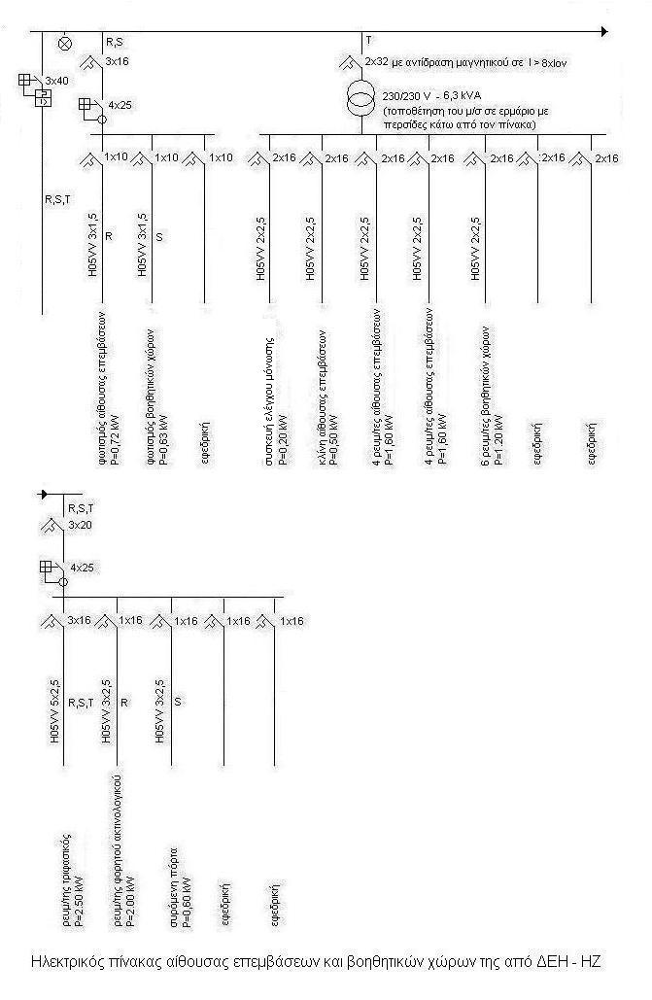 R,S
T
3x16
2x32 με αντίδραση μαγνητικού σε I > 8xIον
3x40
4x25
230/230 V - 6,3 kVA
(τοποθέτηση του μ/σ σε ερμάριο με
περσίδες κάτω από τον πίνακα)
1x10
1x10
1x10
2x16
2x16
2x16
2x16
2x16
2x16
2x16
R,S,T
H05VV 3x1,5
R
H05VV 3x1,5
S
H05VV 2x2,5
H05VV 2x2,5
H05VV 2x2,5
H05VV 2x2,5
H05VV 2x2,5
φωτισμός αίθουσας επεμβάσεων
P=0,72 kW
φωτισμός βοηθητικών χώρων
P=0,63 kW
εφεδρική
συσκευή ελέγχου μόνωσης
P=0,20 kW
κλίνη αίθουσας επεμβάσεων
P=0,50 kW
4 ρευμ/τες αίθουσας επεμβάσεων
P=1,60 kW
4 ρευμ/τες αίθουσας επεμβάσεων
P=1,60 kW
6 ρευμ/τες βοηθητικών χώρων
P=1.20 kW
εφεδρική
εφεδρική
R,S,T
3x20
4x25
3x16
1x16
1x16
1x16
1x16
H05VV 5x2,5
R,S,T
H05VV 3x2,5
R
H05VV 3x2,5
S
ρευμ/της τριφασικός
P=2.50 kW
ρευμ/της φορητού ακτινολογικού
P=2.00 kW
συρόμενη πόρτα
P=0,60 kW
εφεδρική
εφεδρική
Ηλεκτρικός πίνακας αίθουσας επεμβάσεων και βοηθητικών χώρων της από ΔΕΗ - ΗΖ